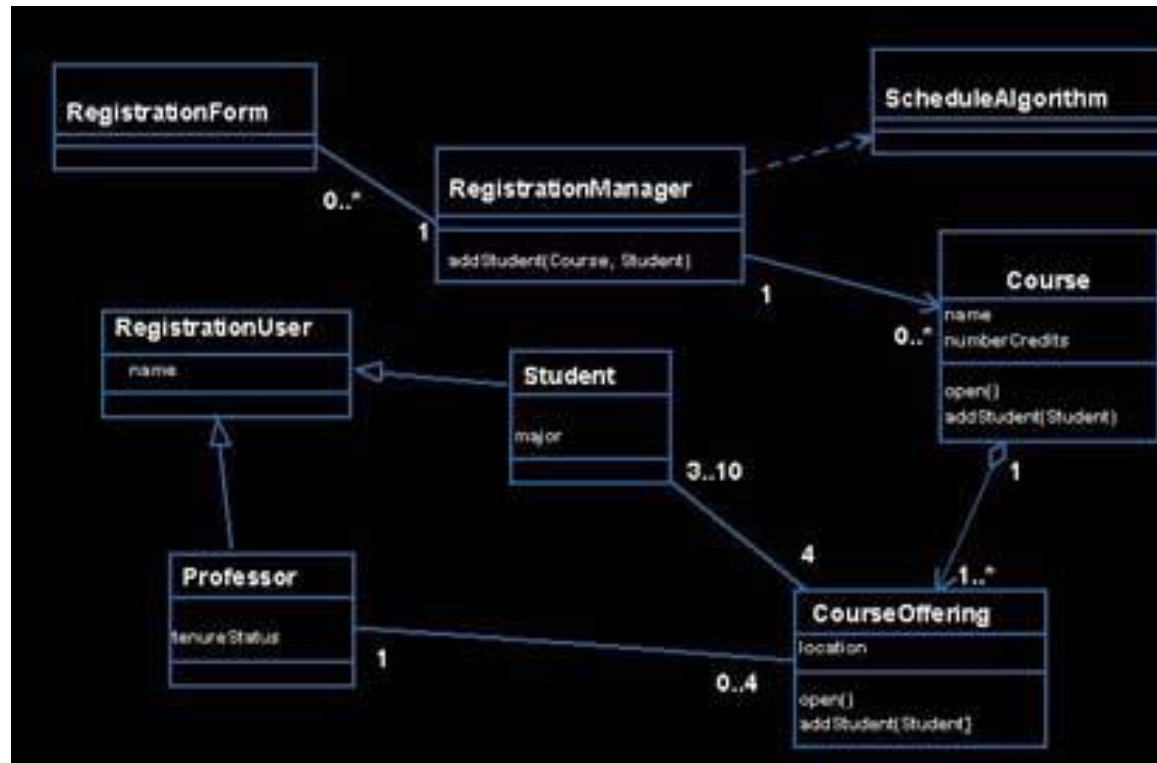 RegistrationForm
ScheduleAlgorithm
RegistrationManager
0..*
1
addStudent(Course, Student)
1
Course
name
0..*
numberCredits
open()
addStudent(Student)
1
RegistrationUser
name
Student
major
3..10
4
1..*
Professor
tenureStatus
1
0..4
CourseOffering
location
open()
addStudent(Student]